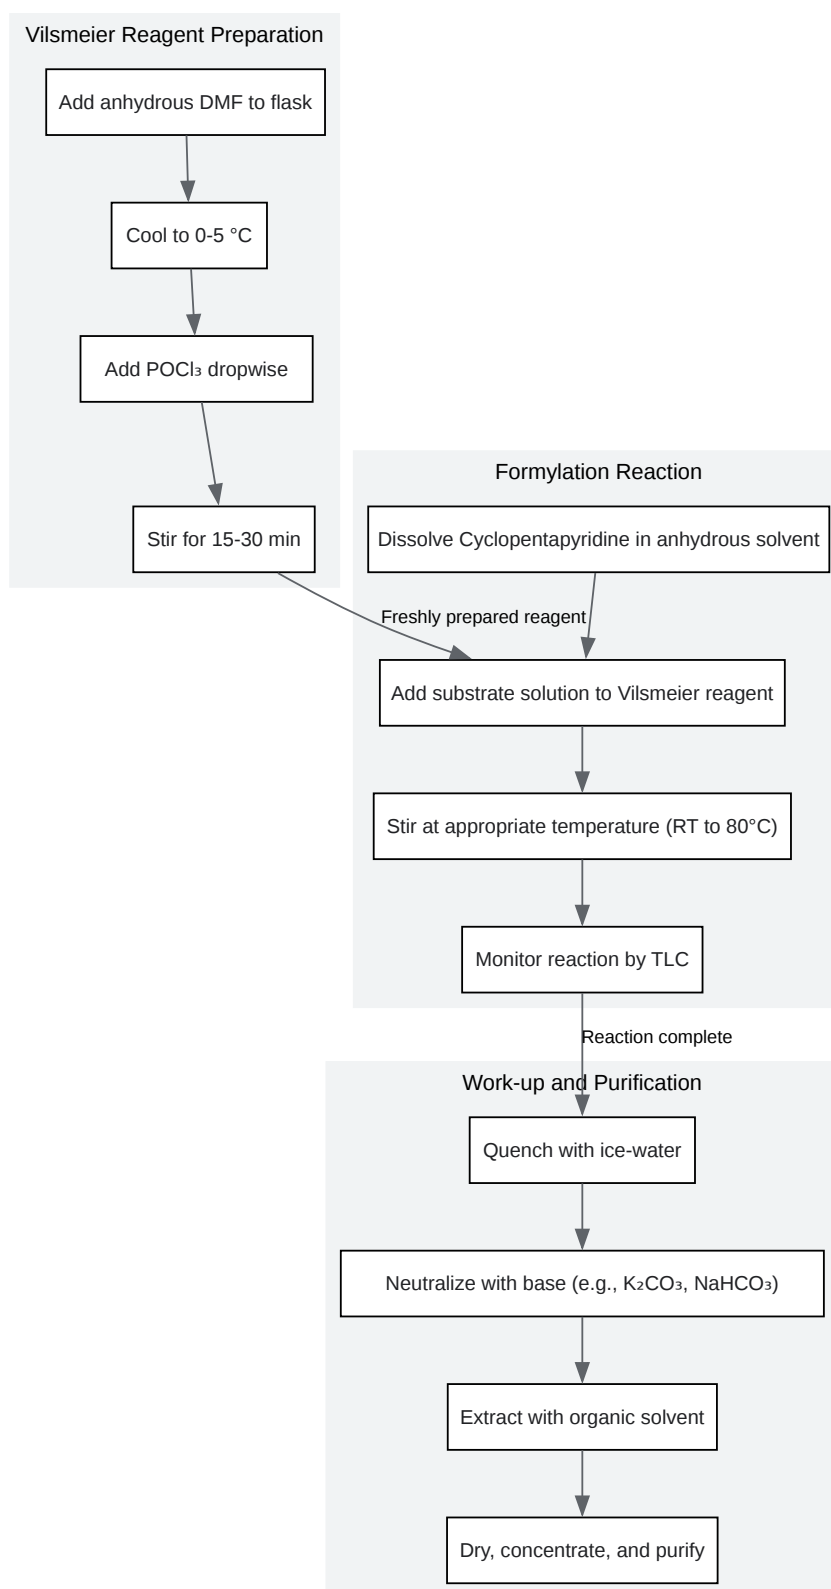 Vilsmeier Reagent Preparation
Add anhydrous DMF to flask
Cool to 0-5 °C
Add POCl₃ dropwise
Stir for 15-30 min
Formylation Reaction
Dissolve Cyclopentapyridine in anhydrous solvent
Freshly prepared reagent
Add substrate solution to Vilsmeier reagent
Stir at appropriate temperature (RT to 80°C)
Monitor reaction by TLC
Reaction complete
Work-up and Purification
Quench with ice-water
Neutralize with base (e.g., K₂CO₃, NaHCO₃)
Extract with organic solvent
Dry, concentrate, and purify